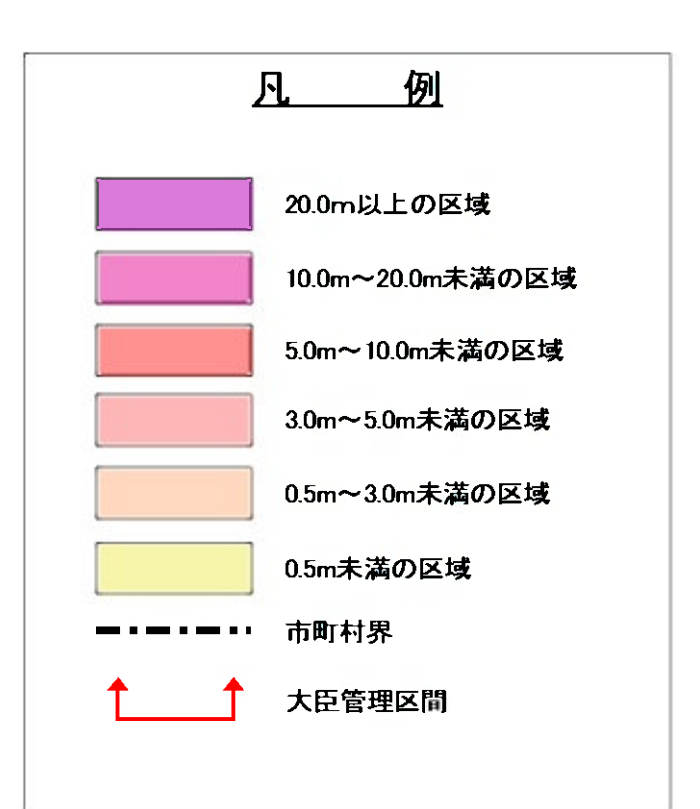 凡　例
20.0m以上の区域
10.0m～20.0m未満の区域
5.0m～10.0m未満の区域
3.0m～5.0m未満の区域
0.5m～3.0m未満の区域
0.5m未満の区域
市町村界
大臣管理区間